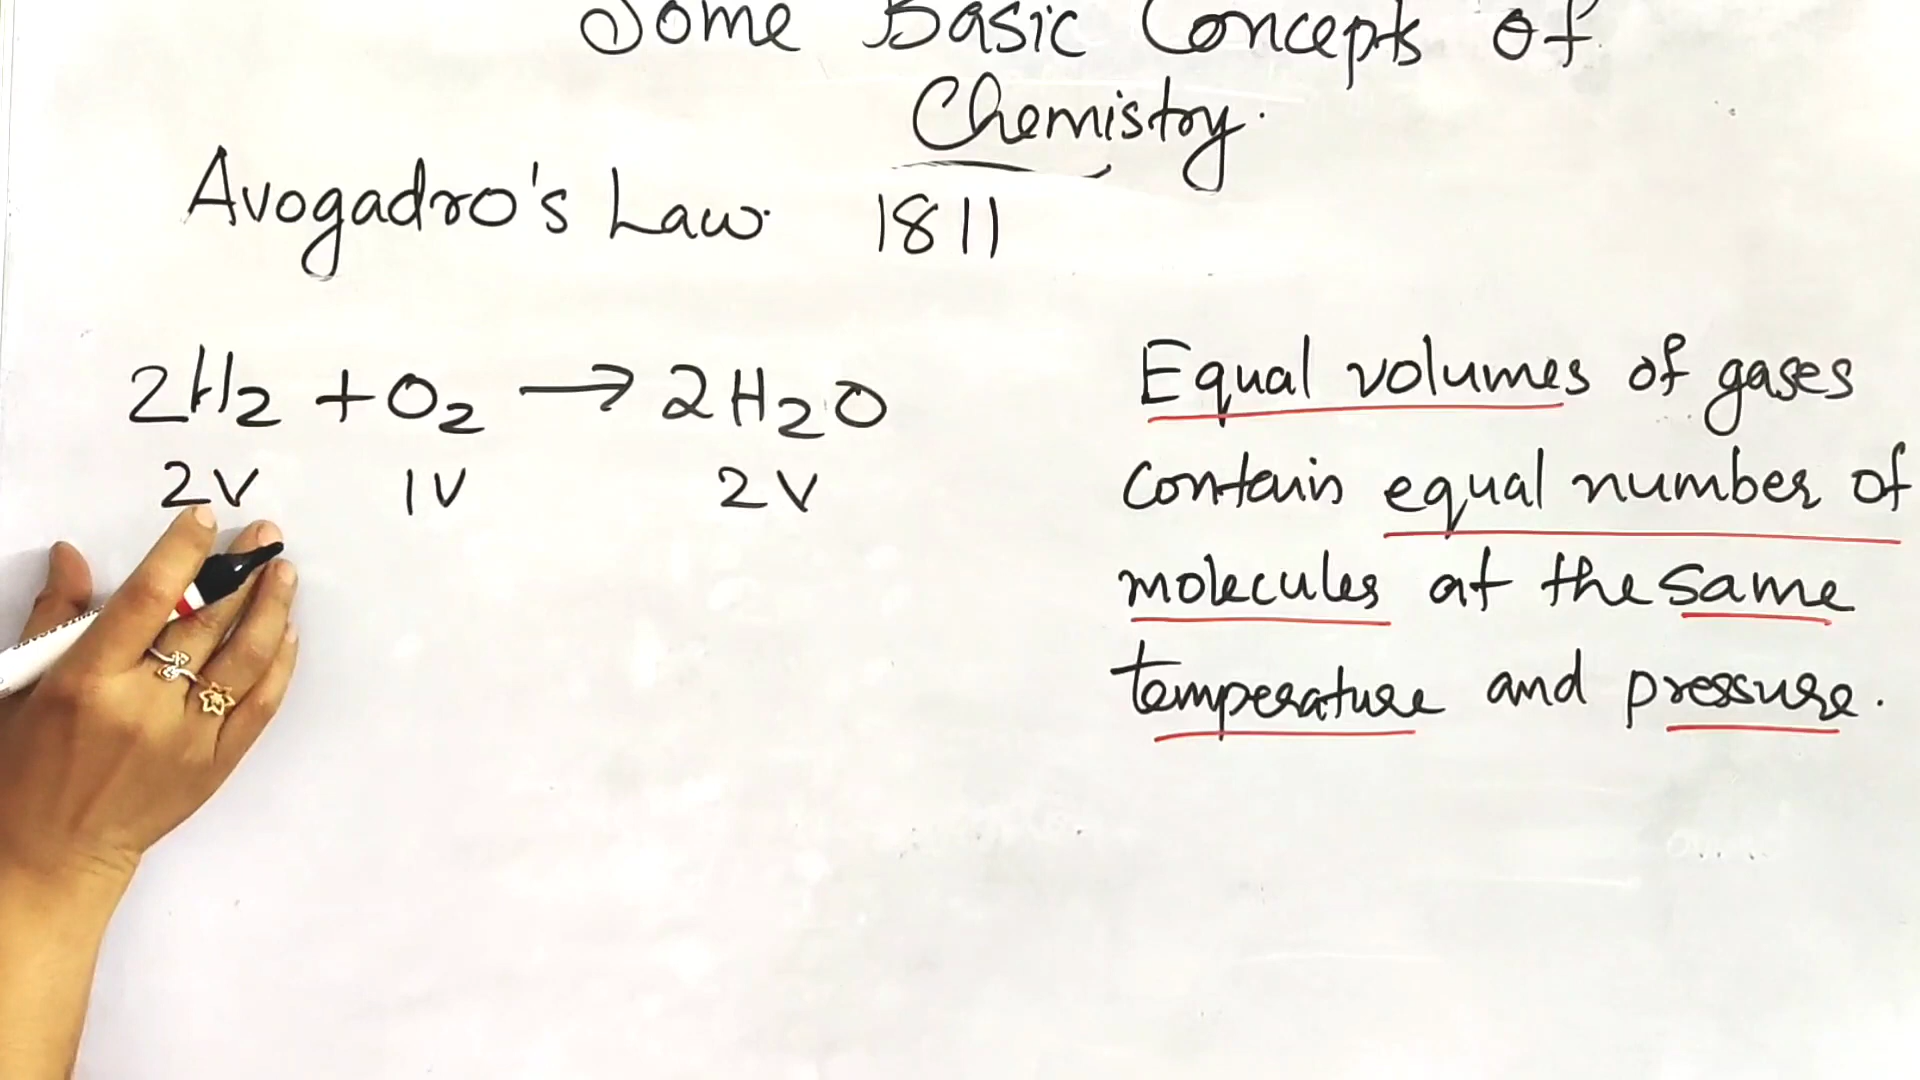 Some Basic Concepts of
Chemistry.
Avogadro's Law. 1811
2H2 + O2 → 2H2O
2V 1V 2V
Equal volumes of gases
contain equal number of
molecules at the same
temperature and pressure.